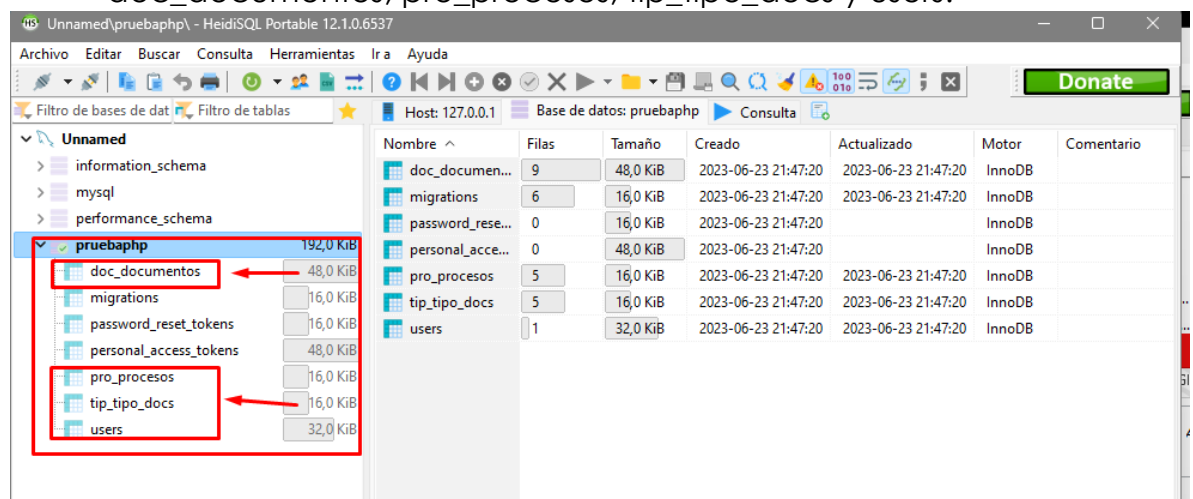 doc_documentos, pro_procesos, tip_tipo_docs y users.
Unnamed\pruebaphp\ - HeidiSQL Portable 12.1.0.6537
Archivo Editar Buscar Consulta Herramientas Ir a Ayuda
Donate
Filtro de bases de dat Filtro de tablas
Host: 127.0.0.1 Base de datos: pruebaphp Consulta
Unnamed
information_schema
mysql
performance_schema
pruebaphp 192,0 KiB
doc_documentos 48,0 KiB
migrations 16,0 KiB
password_reset_tokens 16,0 KiB
personal_access_tokens 48,0 KiB
pro_procesos 16,0 KiB
tip_tipo_docs 16,0 KiB
users 32,0 KiB
Nombre Filas Tamaño Creado Actualizado Motor Comentario
doc_documen... 9 48,0 KiB 2023-06-23 21:47:20 2023-06-23 21:47:20 InnoDB
migrations 6 16,0 KiB 2023-06-23 21:47:20 2023-06-23 21:47:20 InnoDB
password_rese... 0 16,0 KiB 2023-06-23 21:47:20 InnoDB
personal_acce... 0 48,0 KiB 2023-06-23 21:47:20 InnoDB
pro_procesos 5 16,0 KiB 2023-06-23 21:47:20 2023-06-23 21:47:20 InnoDB
tip_tipo_docs 5 16,0 KiB 2023-06-23 21:47:20 2023-06-23 21:47:20 InnoDB
users 1 32,0 KiB 2023-06-23 21:47:20 2023-06-23 21:47:20 InnoDB